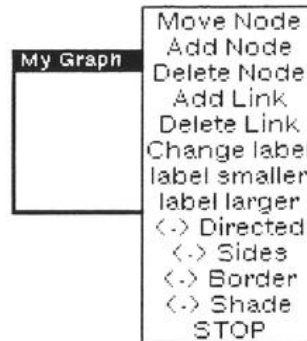 My Graph
Move Node
Add Node
Delete Node
Add Link
Delete Link
Change label
label smaller
label larger
<-> Directed
<-> Sides
<-> Border
<-> Shade
STOP